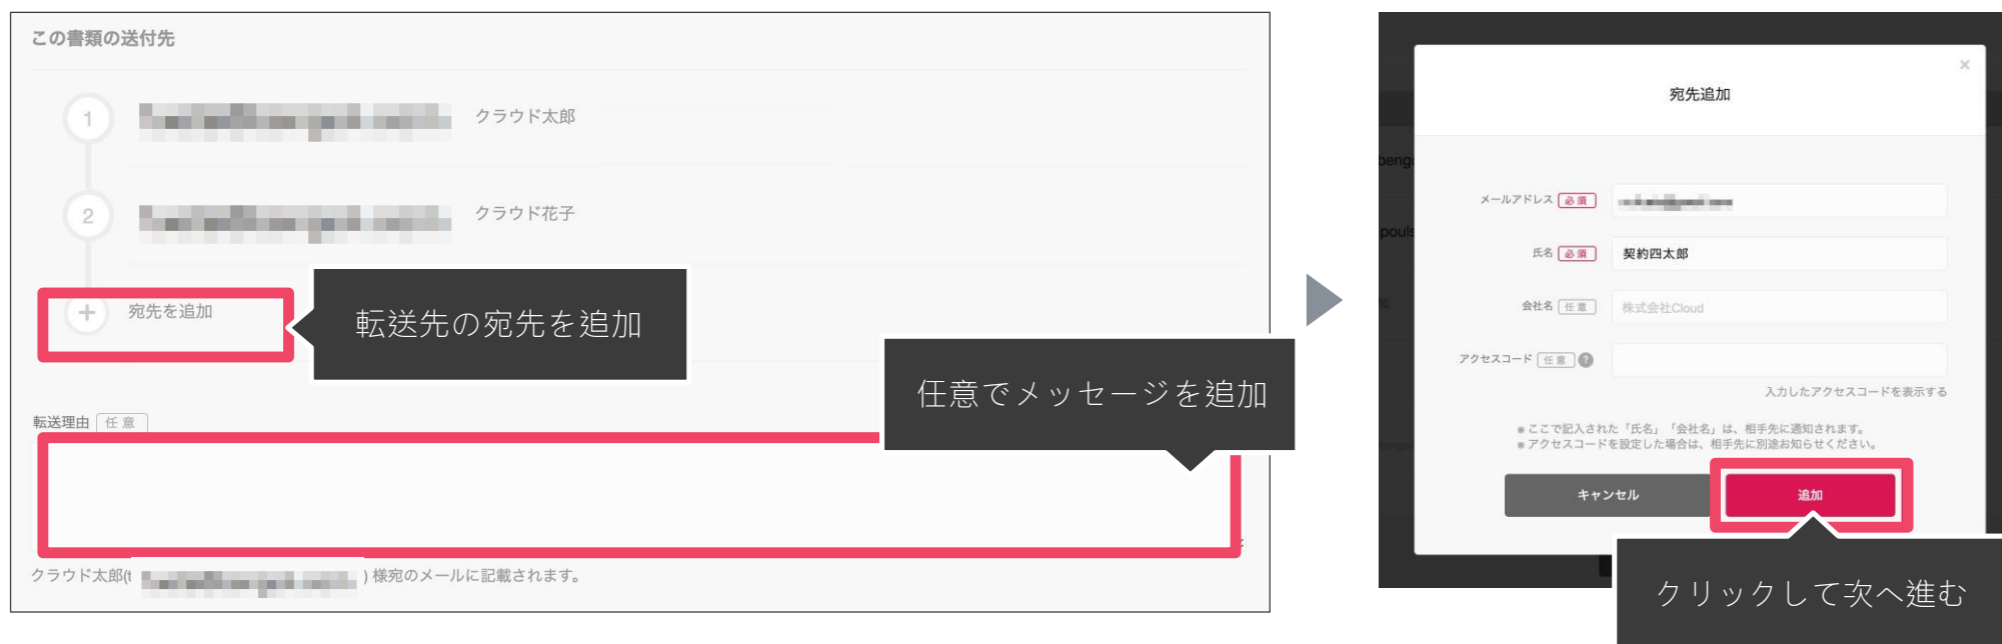 この書類の送付先
1
クラウド太郎
2
クラウド花子
+ 宛先を追加
転送先の宛先を追加
任意でメッセージを追加
転送理由 任意
クラウド太郎(t
) 様宛のメールに記載されます。
×
宛先追加
メールアドレス 必須
氏名 必須 契約四太郎
会社名 任意 株式会社Cloud
アクセスコード 任意 ?
入力したアクセスコードを表示する
※ここで記入された「氏名」「会社名」は、相手先に通知されます。
※アクセスコードを設定した場合は、相手先に別途お知らせください。
キャンセル 追加
クリックして次へ進む